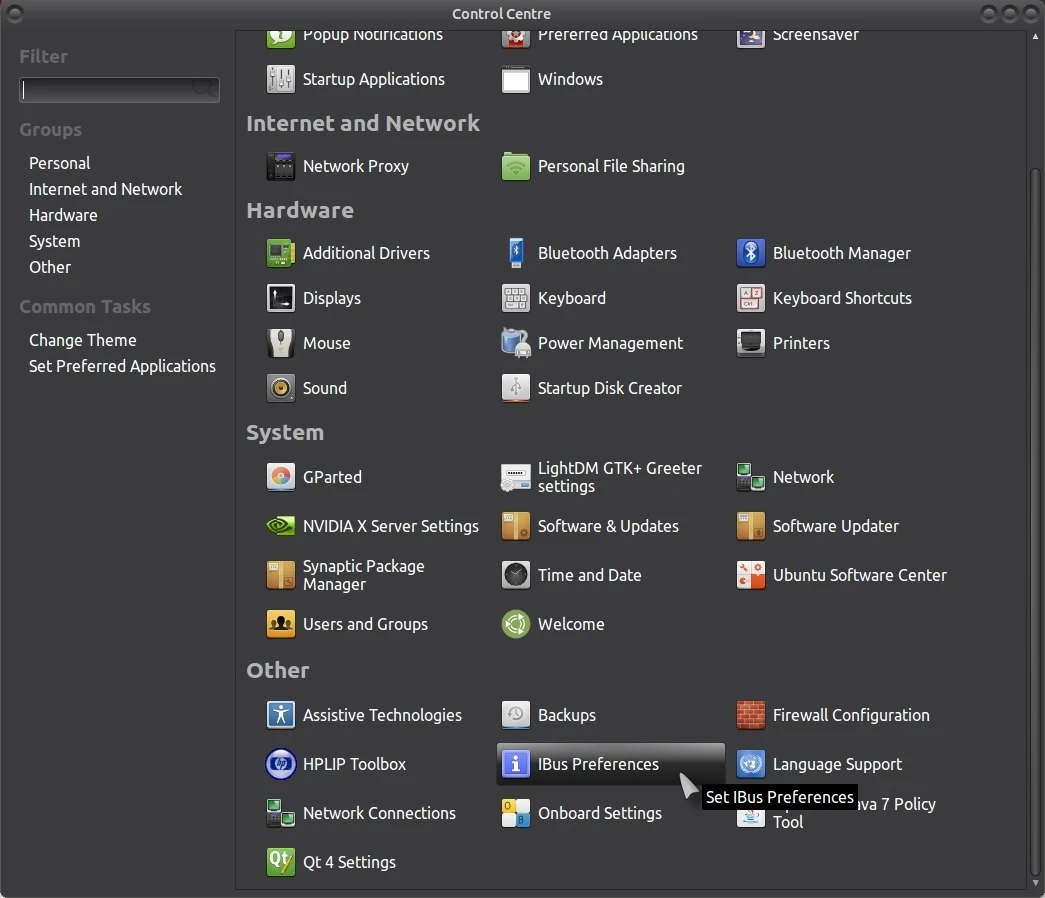 Control Centre
Filter
Groups
Personal
Internet and Network
Hardware
System
Other
Common Tasks
Change Theme
Set Preferred Applications
Popup Notifications
Preferred Applications
Screensaver
Startup Applications
Windows
Internet and Network
Network Proxy
Personal File Sharing
Hardware
Additional Drivers
Bluetooth Adapters
Bluetooth Manager
Displays
Keyboard
Keyboard Shortcuts
Mouse
Power Management
Printers
Sound
Startup Disk Creator
System
GParted
LightDM GTK+ Greeter
settings
Network
NVIDIA X Server Settings
Software & Updates
Software Updater
Synaptic Package
Manager
Time and Date
Ubuntu Software Center
Users and Groups
Welcome
Other
Assistive Technologies
Backups
Firewall Configuration
HPLIP Toolbox
IBus Preferences
Language Support
Set IBus Preferences
Network Connections
Onboard Settings
ava 7 Policy
Tool
Qt 4 Settings